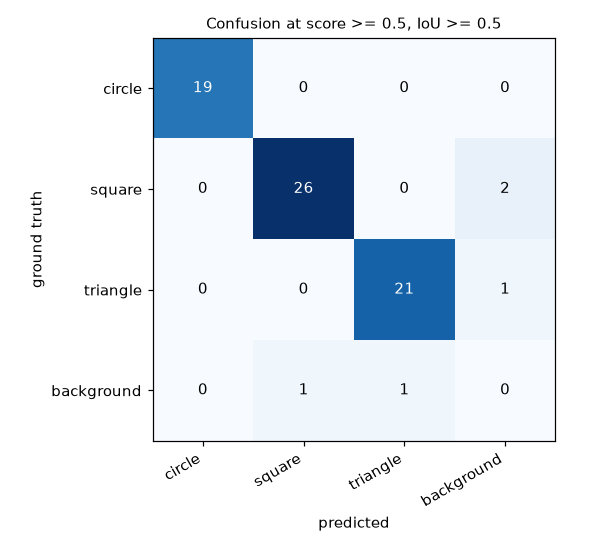 Confusion at score >= 0.5, IoU >= 0.5
ground truth
circle 19 0 0 0
square 0 26 0 2
triangle 0 0 21 1
background 0 1 1 0
circle square triangle background
predicted